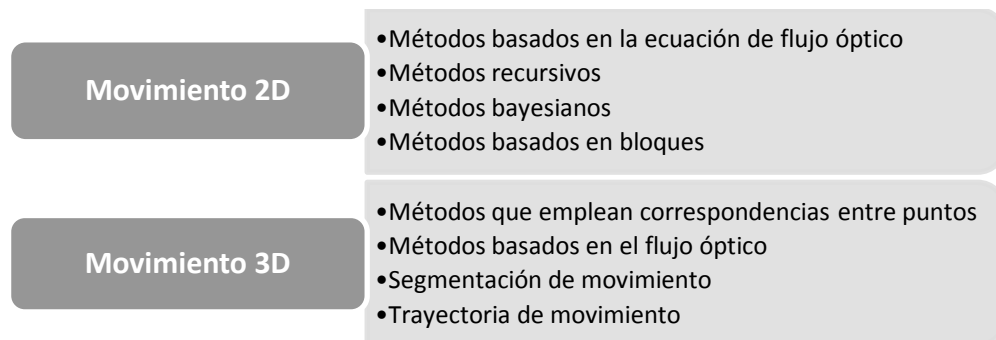 Movimiento 2D
•Métodos basados en la ecuación de flujo óptico
•Métodos recursivos
•Métodos bayesianos
•Métodos basados en bloques
Movimiento 3D
•Métodos que emplean correspondencias entre puntos
•Métodos basados en el flujo óptico
•Segmentación de movimiento
•Trayectoria de movimiento